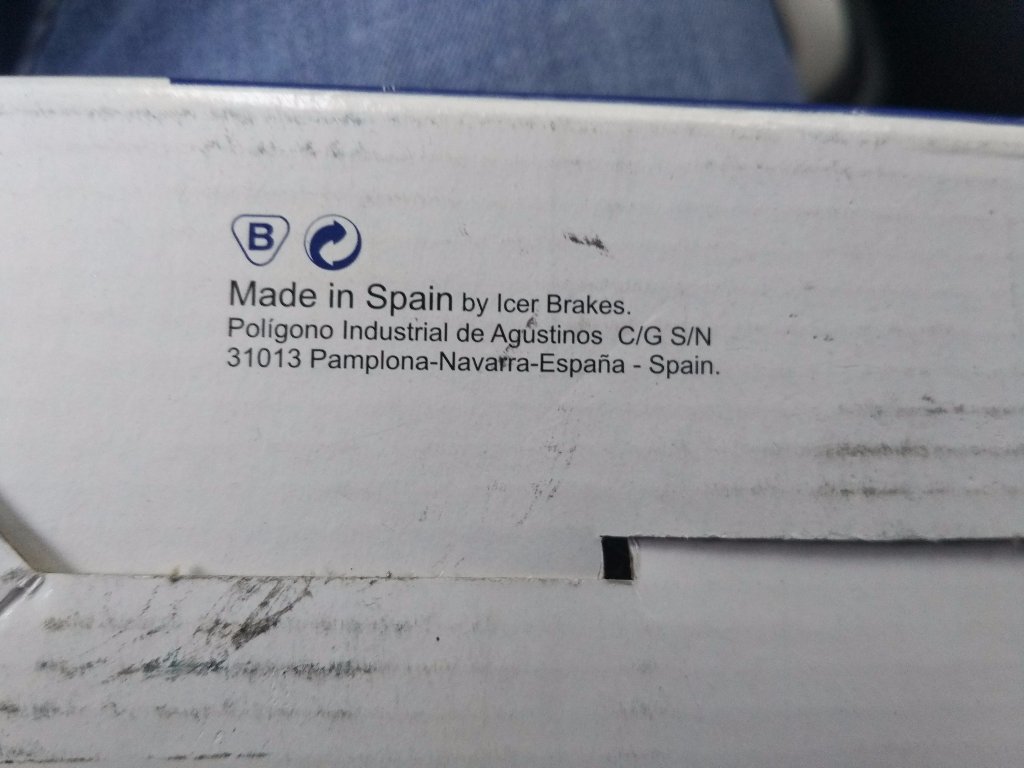 B
Made in Spain by Icer Brakes.
Polígono Industrial de Agustinos C/G S/N
31013 Pamplona-Navarra-España - Spain.